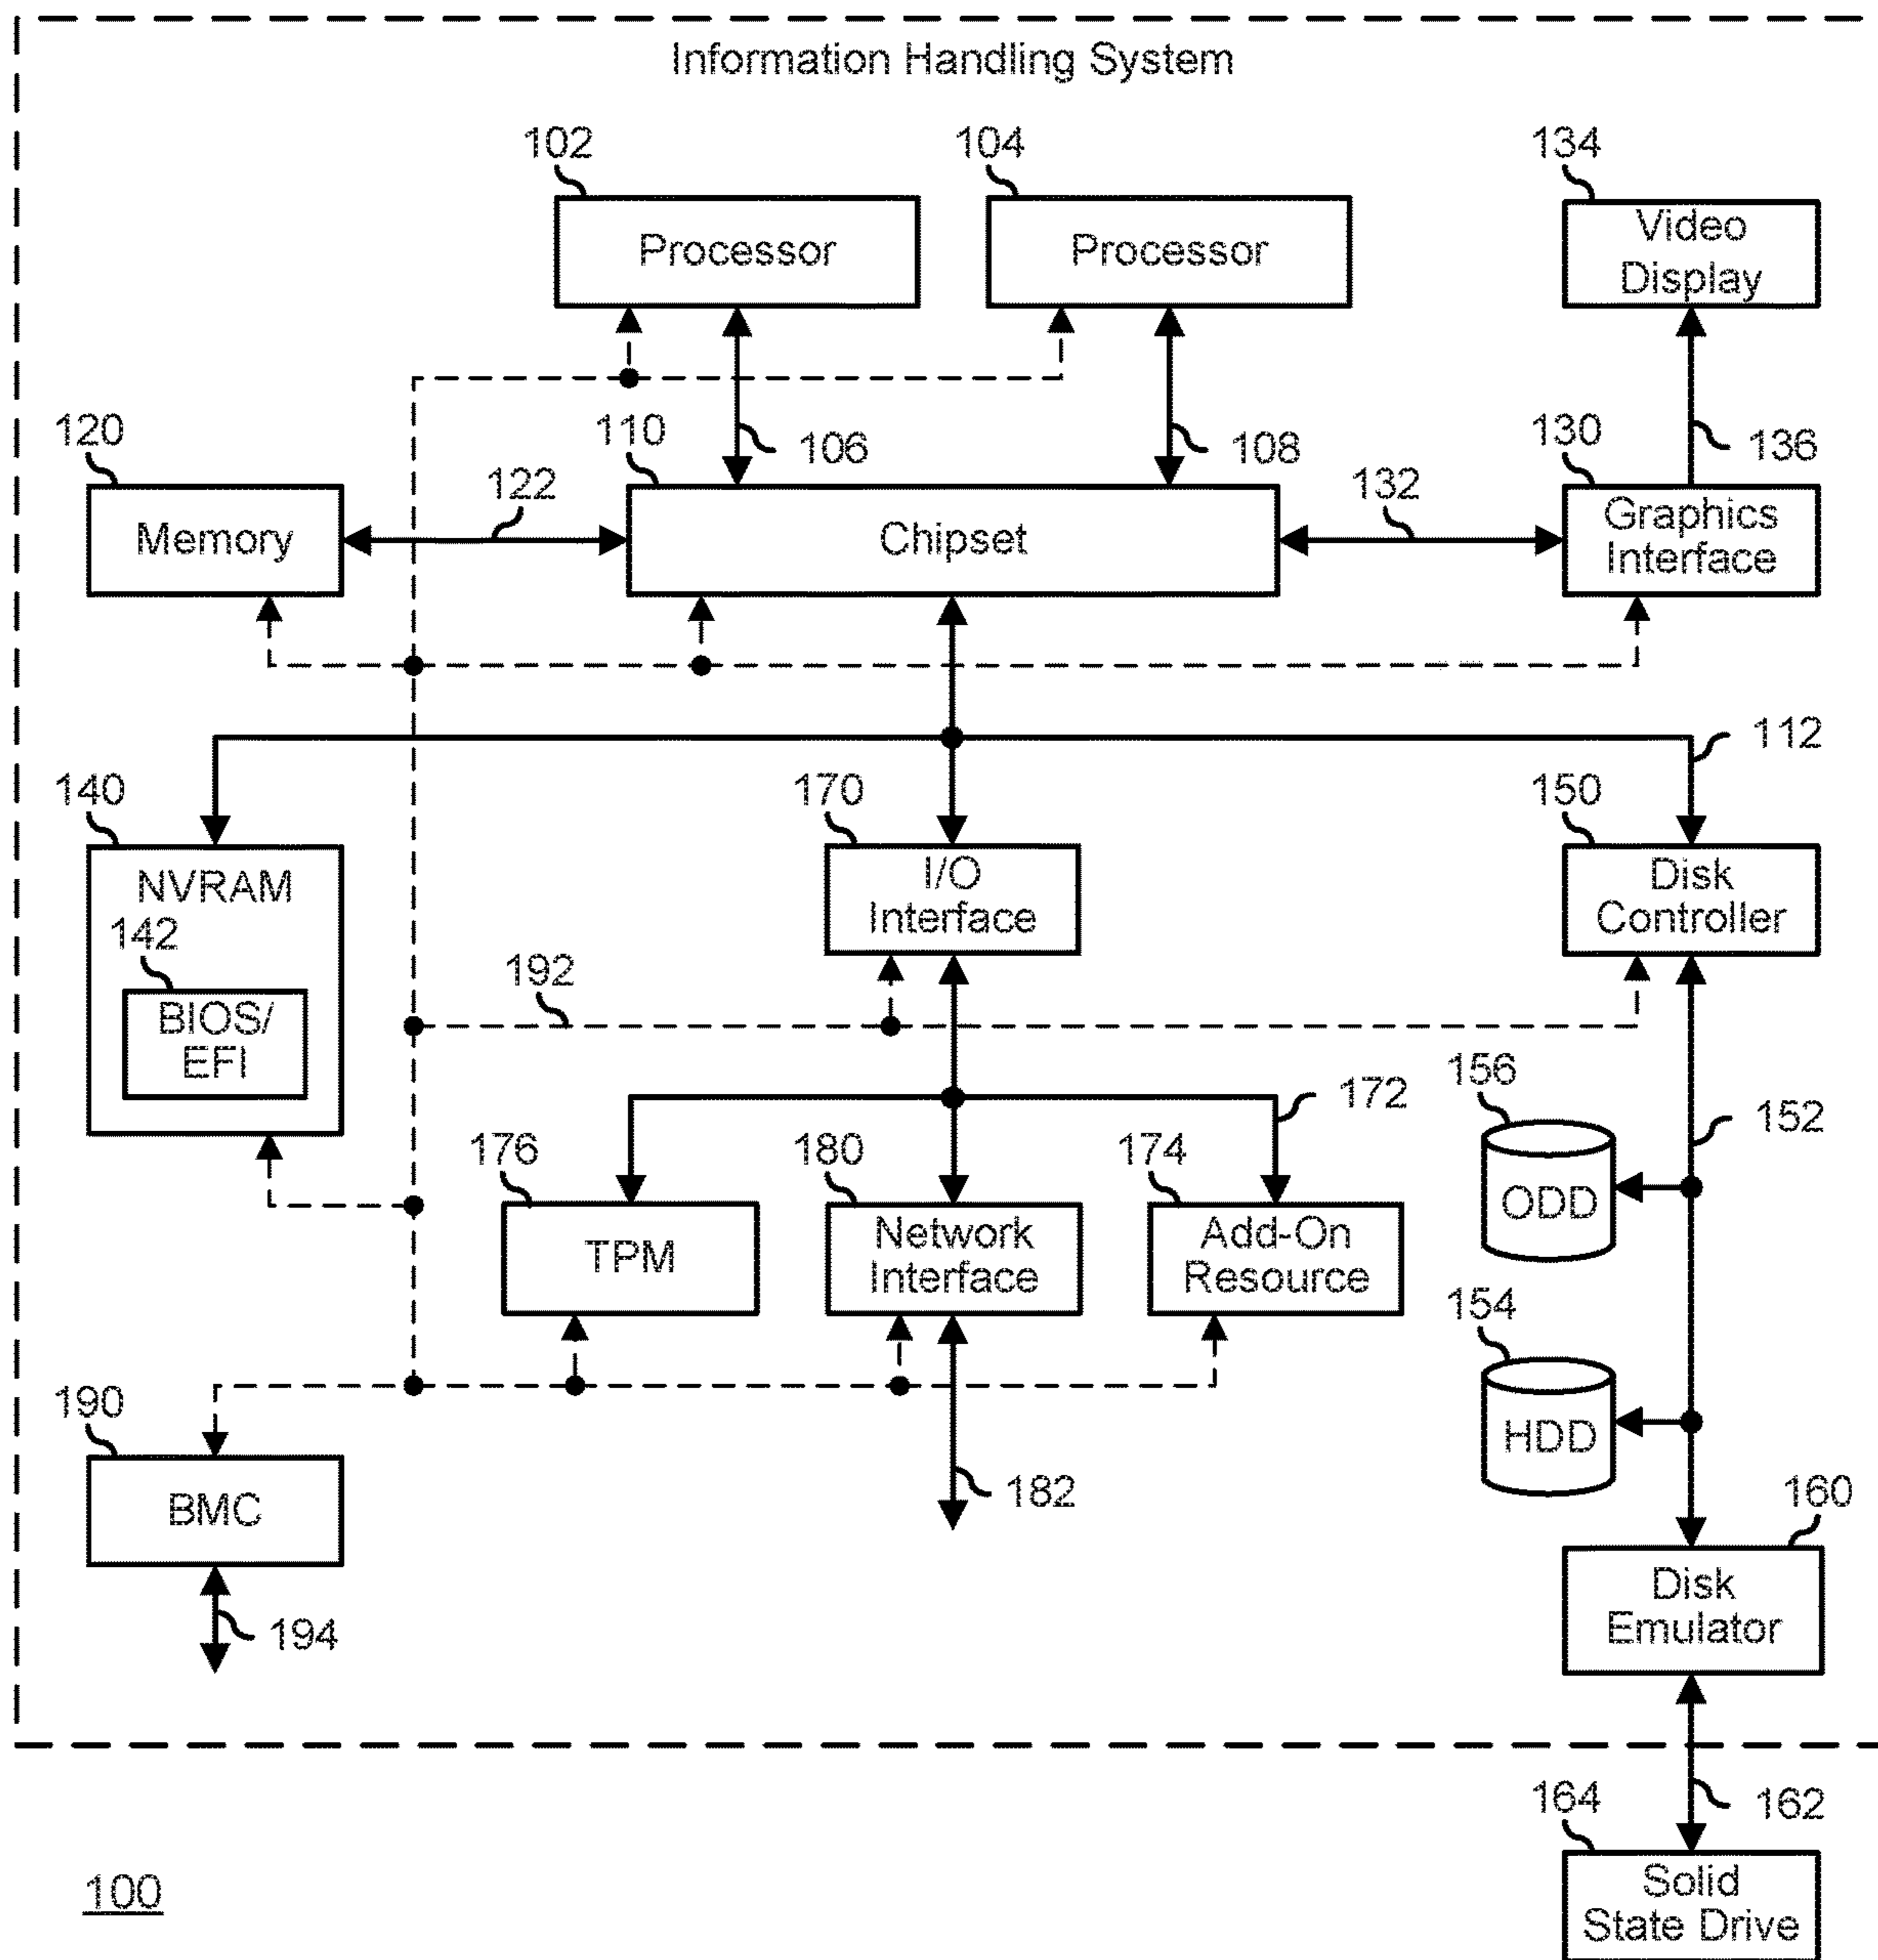 Information Handling System
102
104
134
Processor
Processor
Video
Display
120
110
106
108
130
136
122
132
Memory
Chipset
Graphics
Interface
112
140
170
150
NVRAM
I/O
Interface
Disk
Controller
142
192
BIOS/
EFI
156
172
152
176
180
174
ODD
TPM
Network
Interface
Add-On
Resource
154
190
HDD
182
BMC
160
194
Disk
Emulator
164
162
100
Solid
State Drive